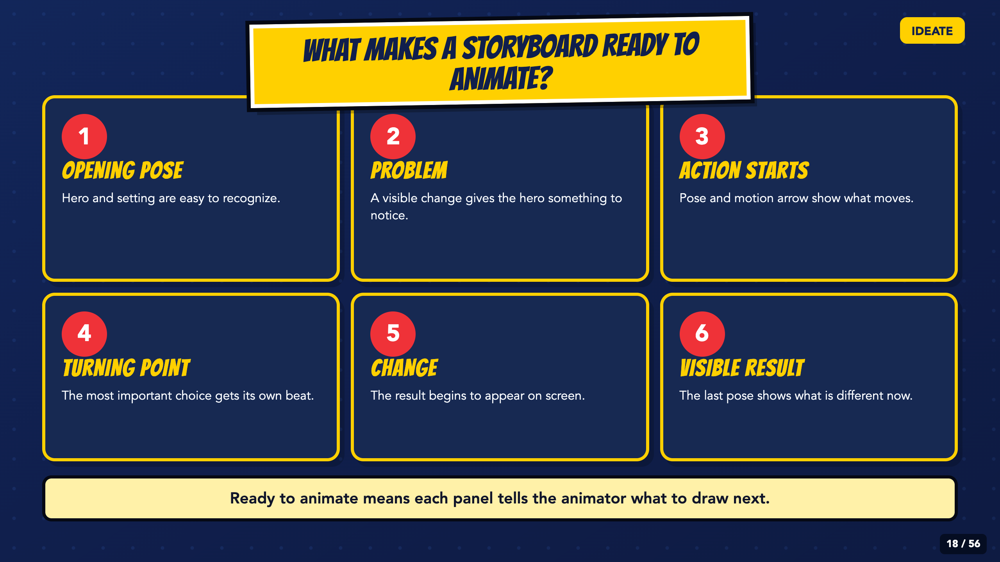 WHAT MAKES A STORYBOARD READY TO
ANIMATE?
IDEATE
1
OPENING POSE
Hero and setting are easy to recognize.
2
PROBLEM
A visible change gives the hero something to
notice.
3
ACTION STARTS
Pose and motion arrow show what moves.
4
TURNING POINT
The most important choice gets its own beat.
5
CHANGE
The result begins to appear on screen.
6
VISIBLE RESULT
The last pose shows what is different now.
Ready to animate means each panel tells the animator what to draw next.
18 / 56